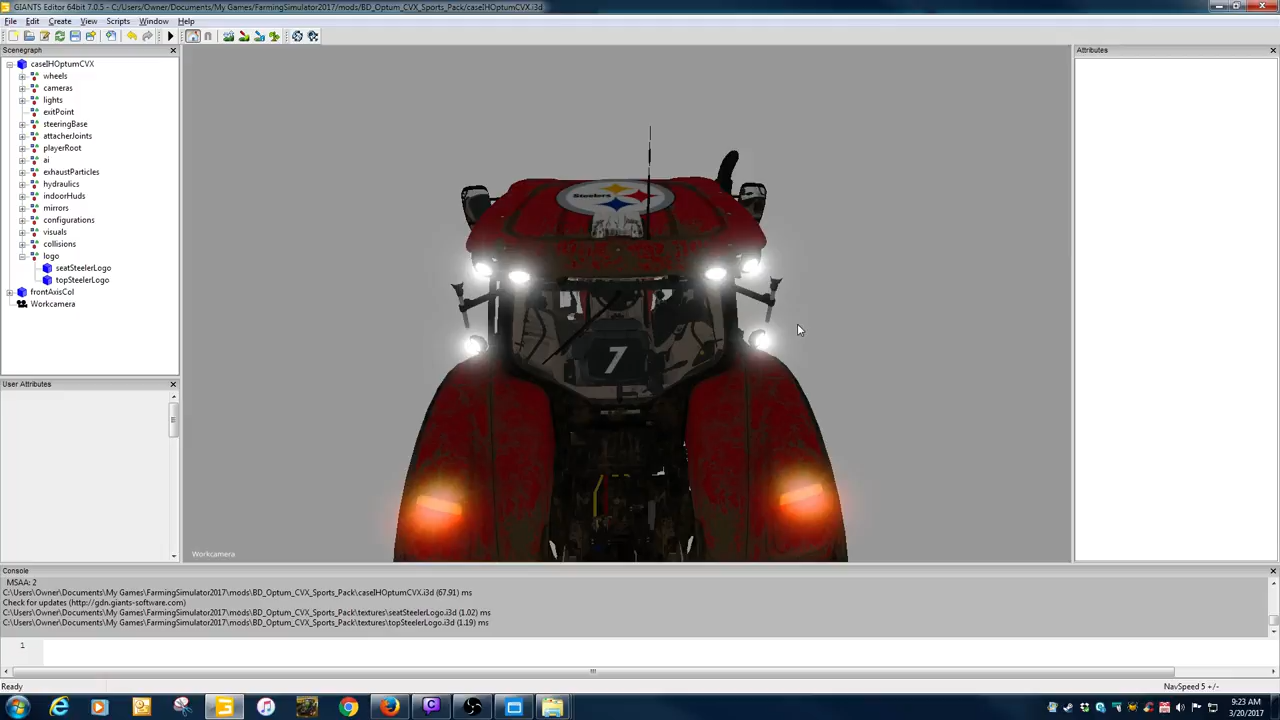 GIANTS Editor 64bit 7.0.5 - C:/Users/Owner/Documents/My Games/FarmingSimulator2017/mods/BD_Optum_CVX_Sports_Pack/caseIHOptumCVX.i3d
File Edit Create View Scripts Window Help
Scenegraph
caseIHOptumCVX
wheels
cameras
lights
exitPoint
steeringBase
attacherJoints
playerRoot
ai
exhaustParticles
hydraulics
indoorHuds
mirrors
configurations
visuals
collisions
logo
seatSteelerLogo
topSteelerLogo
frontAxisCol
Workcamera
User Attributes
Steelers
7
Workcamera
Attributes
Console
MSAA: 2
C:\Users\Owner\Documents\My Games\FarmingSimulator2017\mods\BD_Optum_CVX_Sports_Pack\caseIHOptumCVX.i3d (67.91) ms
Check for updates (http://gdn.giants-software.com)
C:\Users\Owner\Documents\My Games\FarmingSimulator2017\mods\BD_Optum_CVX_Sports_Pack\textures\seatSteelerLogo.i3d (1.02) ms
C:\Users\Owner\Documents\My Games\FarmingSimulator2017\mods\BD_Optum_CVX_Sports_Pack\textures\topSteelerLogo.i3d (1.19) ms
1
Ready
NavSpeed 5 +/-
9:23 AM
3/20/2017